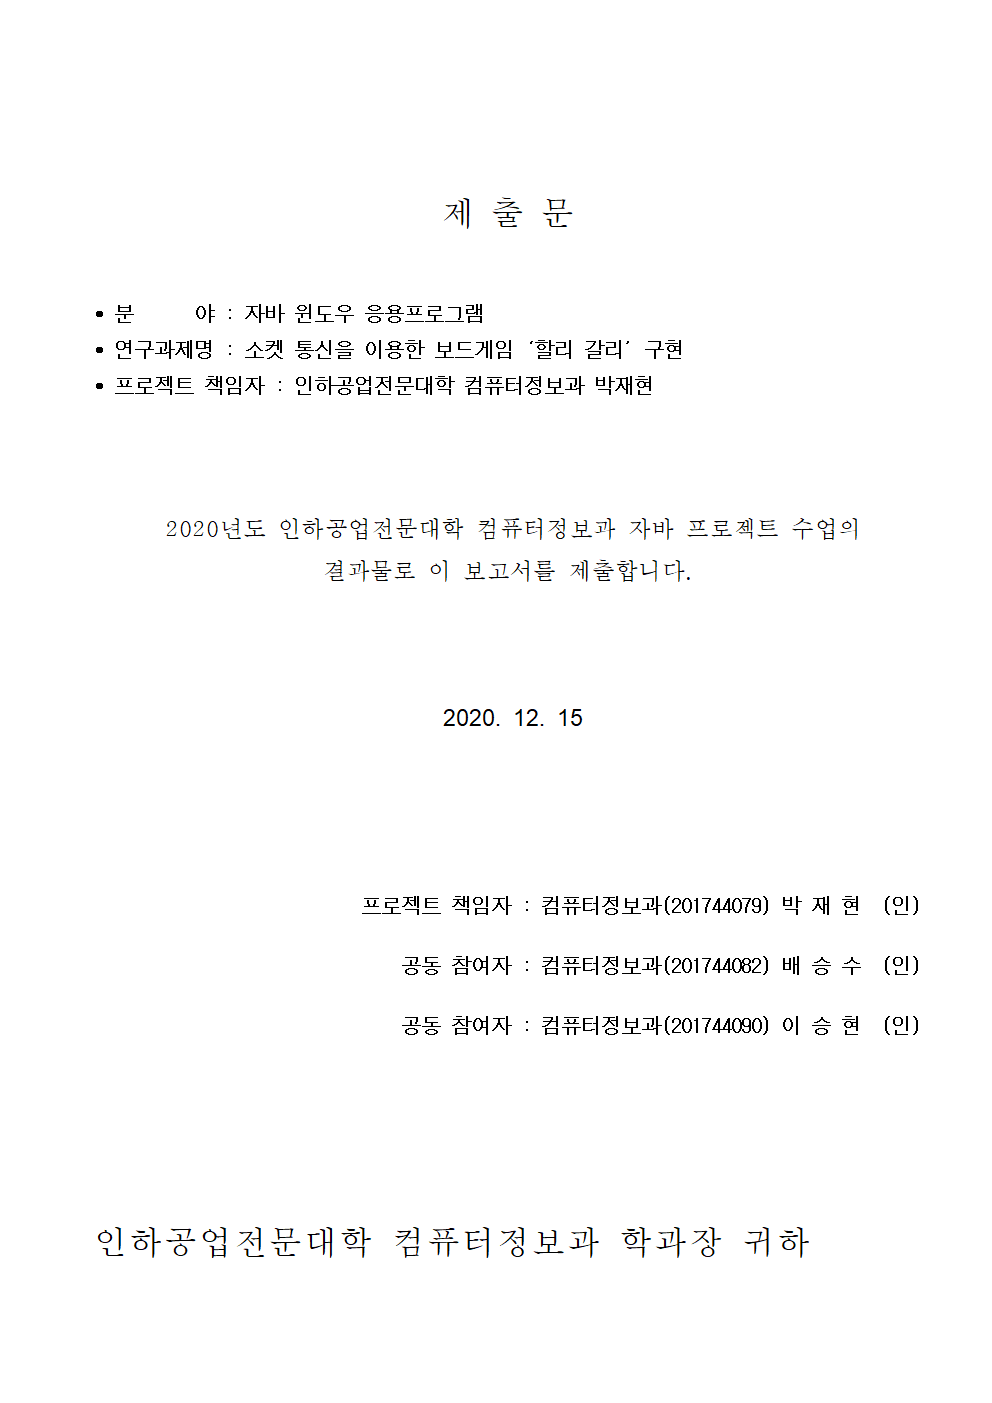 제 출 문
• 분 야 : 자바 윈도우 응용프로그램
• 연구과제명 : 소켓 통신을 이용한 보드게임 ‘할리 갈리’ 구현
• 프로젝트 책임자 : 인하공업전문대학 컴퓨터정보과 박재현
2020년도 인하공업전문대학 컴퓨터정보과 자바 프로젝트 수업의
결과물로 이 보고서를 제출합니다.
2020. 12. 15
프로젝트 책임자 : 컴퓨터정보과(201744079) 박 재 현 (인)
공동 참여자 : 컴퓨터정보과(201744082) 배 승 수 (인)
공동 참여자 : 컴퓨터정보과(201744090) 이 승 현 (인)
인하공업전문대학 컴퓨터정보과 학과장 귀하